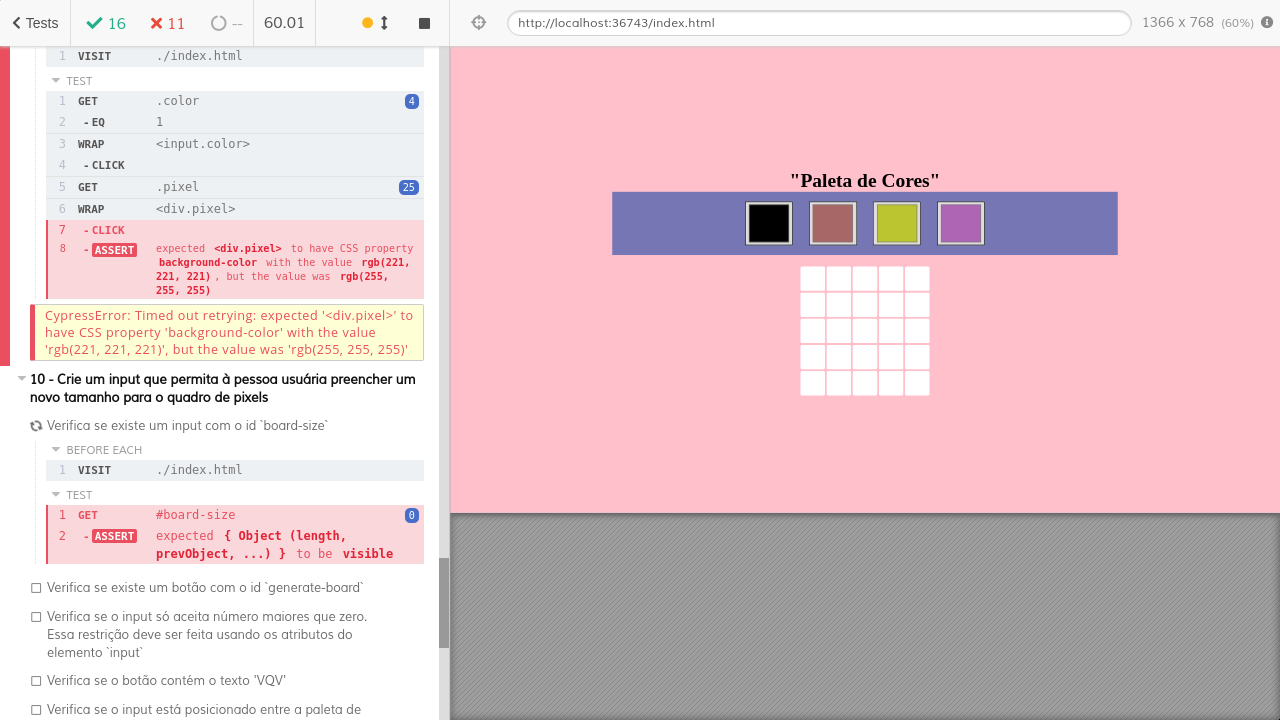 Tests 16 11 -- 60.01
http://localhost:36743/index.html 1366 x 768 (60%)
1 VISIT ./index.html
TEST
1 GET .color 4
2 - EQ 1
3 WRAP <input.color>
4 - CLICK
5 GET .pixel 25
6 WRAP <div.pixel>
7 - CLICK
8 - ASSERT expected <div.pixel> to have CSS property
background-color with the value rgb(221,
221, 221) , but the value was rgb(255,
255, 255)
CypressError: Timed out retrying: expected '<div.pixel>' to
have CSS property 'background-color' with the value
'rgb(221, 221, 221)', but the value was 'rgb(255, 255, 255)'
10 - Crie um input que permita à pessoa usuária preencher um
novo tamanho para o quadro de pixels
Verifica se existe um input com o id `board-size`
BEFORE EACH
1 VISIT ./index.html
TEST
1 GET #board-size 0
2 - ASSERT expected { Object (length,
prevObject, ...) } to be visible
Verifica se existe um botão com o id `generate-board`
Verifica se o input só aceita número maiores que zero.
Essa restrição deve ser feita usando os atributos do
elemento `input`
Verifica se o botão contém o texto 'VQV'
Verifica se o input está posicionado entre a paleta de
"Paleta de Cores"